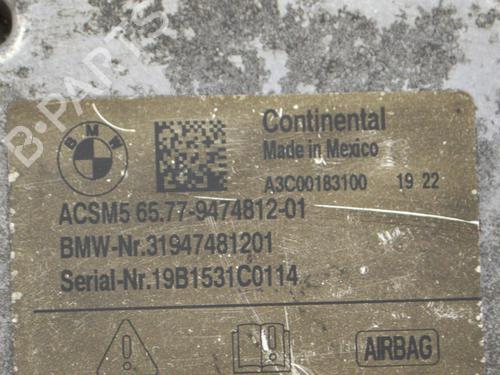 B-PARTS
BMW
Continental
Made in Mexico
A3C00183100 19 22
ACSM5 65.77-9474812-01
BMW-Nr.31947481201
Serial-Nr.19B1531C0114
AIRBAG